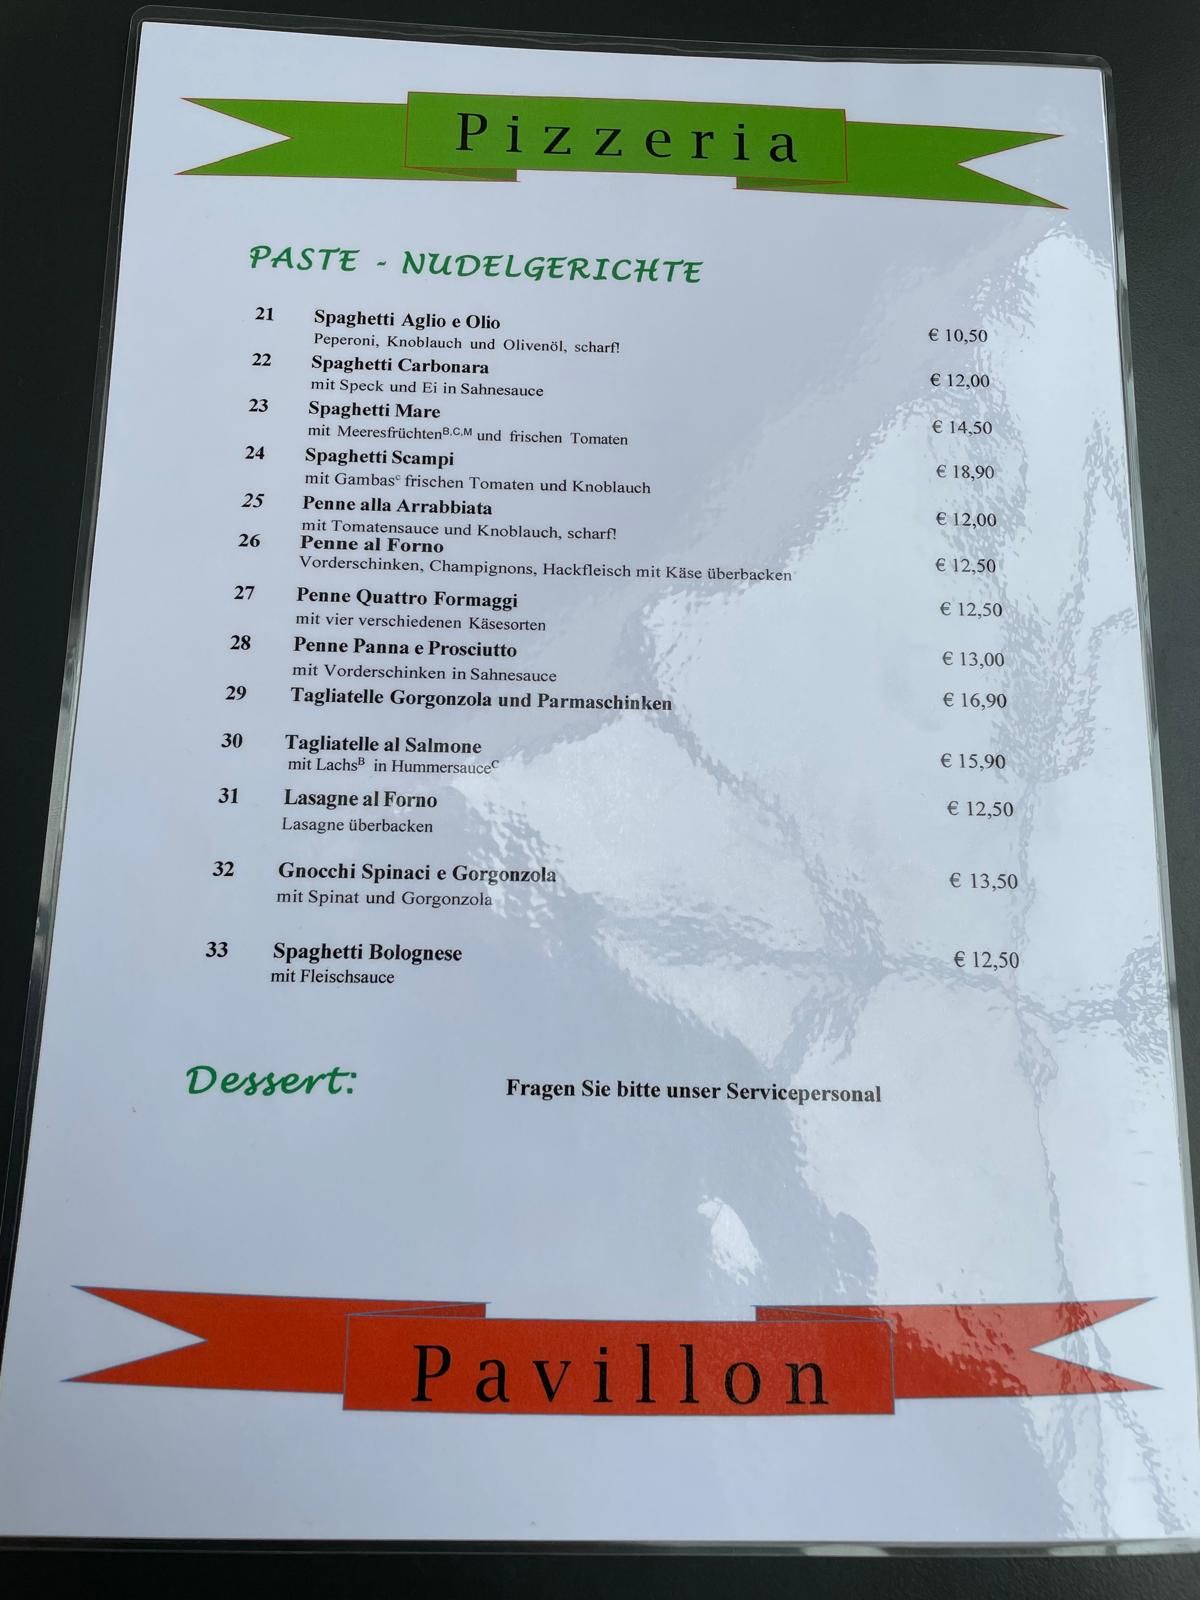 Pizzeria
PASTE - NUDELGERICHTE
21 Spaghetti Aglio e Olio
Peperoni, Knoblauch und Olivenöl, scharf! € 10,50
22 Spaghetti Carbonara
mit Speck und Ei in Sahnesauce € 12,00
23 Spaghetti Mare
mit Meeresfrüchten^B,C,M und frischen Tomaten € 14,50
24 Spaghetti Scampi
mit Gambas^c frischen Tomaten und Knoblauch € 18,90
25 Penne alla Arrabbiata
mit Tomatensauce und Knoblauch, scharf! € 12,00
26 Penne al Forno
Vorderschinken, Champignons, Hackfleisch mit Käse überbacken € 12,50
27 Penne Quattro Formaggi € 12,50
mit vier verschiedenen Käsesorten
28 Penne Panna e Prosciutto € 13,00
mit Vorderschinken in Sahnesauce
29 Tagliatelle Gorgonzola und Parmaschinken € 16,90
30 Tagliatelle al Salmone
mit Lachs^B in Hummersauce^C € 15,90
31 Lasagne al Forno € 12,50
Lasagne überbacken
32 Gnocchi Spinaci e Gorgonzola € 13,50
mit Spinat und Gorgonzola
33 Spaghetti Bolognese € 12,50
mit Fleischsauce
Dessert: Fragen Sie bitte unser Servicepersonal
Pavillon